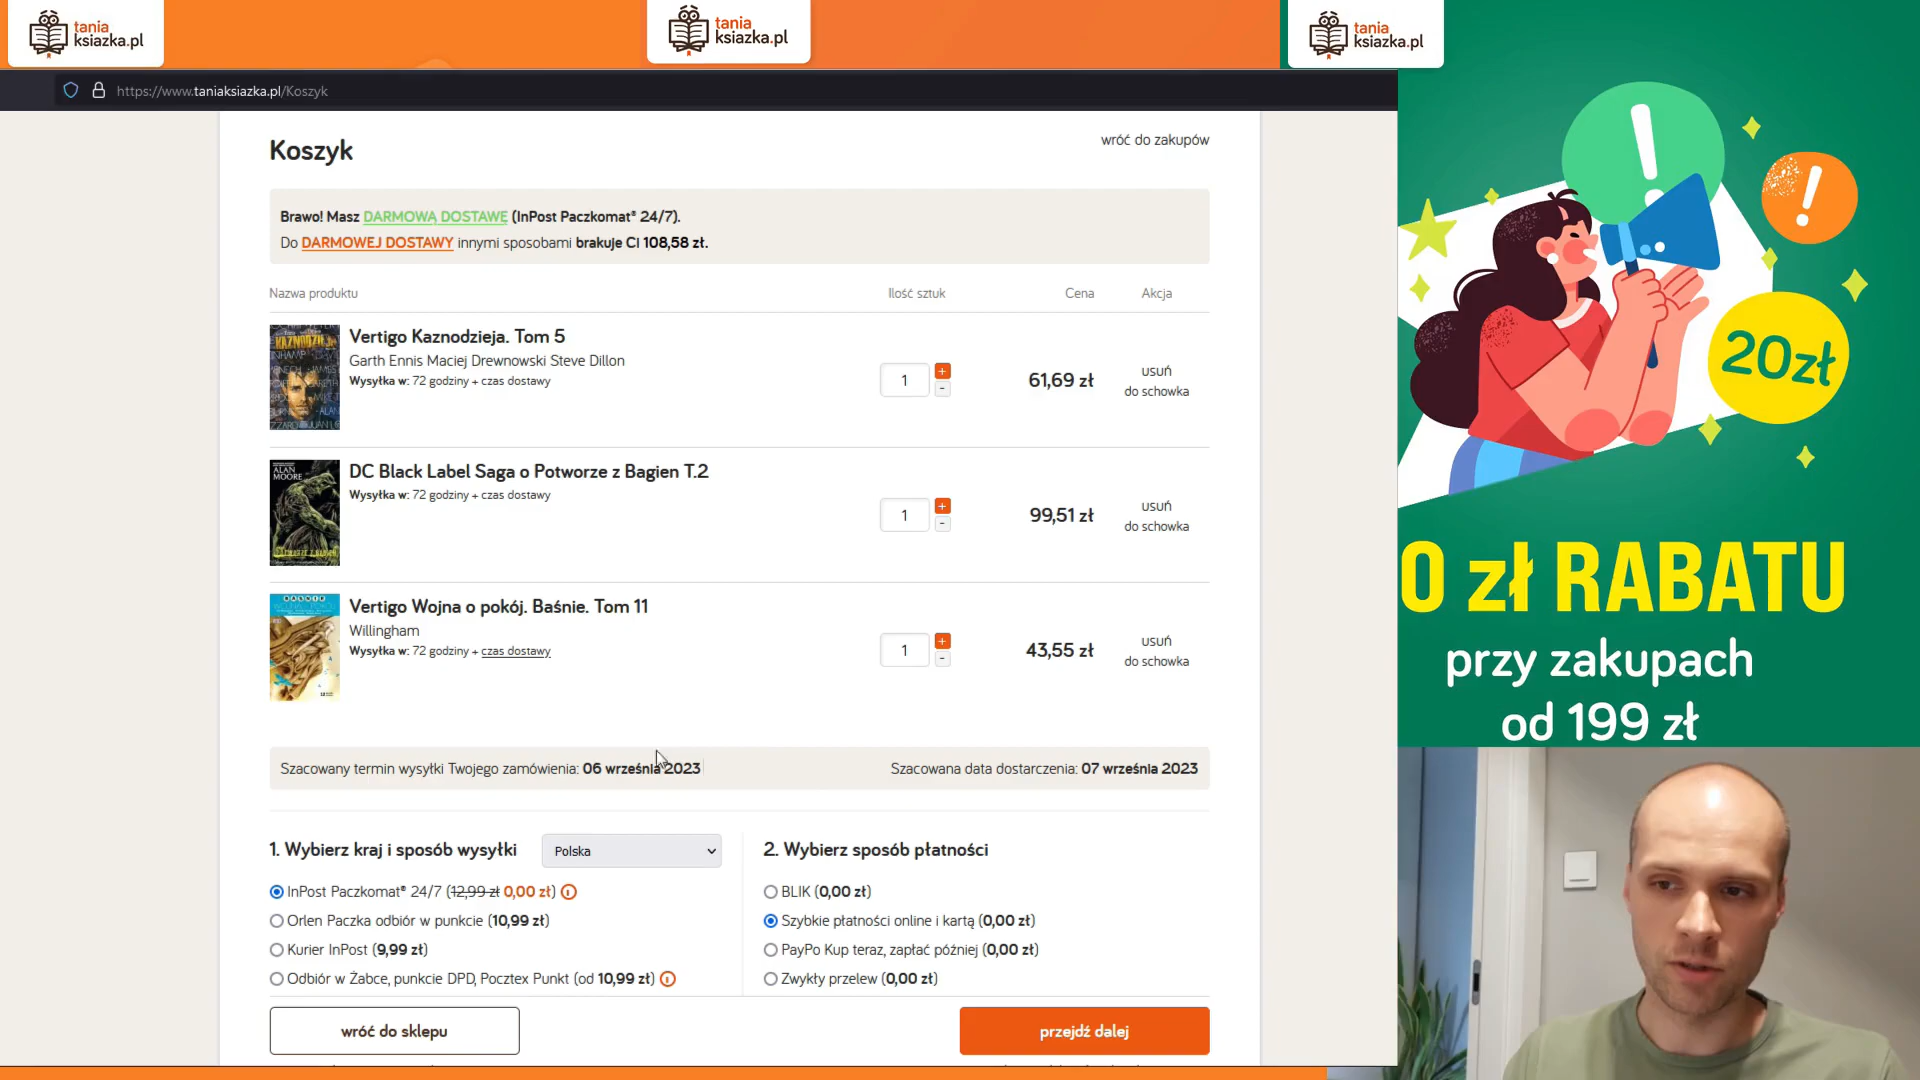 tania
ksiazka.pl
tania
ksiazka.pl
tania
ksiazka.pl
https://www.taniaksiazka.pl/Koszyk
Koszyk
wróć do zakupów
Brawo! Masz DARMOWĄ DOSTAWĘ (InPost Paczkomat® 24/7).
Do DARMOWEJ DOSTAWY innymi sposobami brakuje Ci 108,58 zł.
Nazwa produktu Ilość sztuk Cena Akcja
Vertigo Kaznodzieja. Tom 5
Garth Ennis Maciej Drewnowski Steve Dillon
Wysyłka w: 72 godziny + czas dostawy
1 + - 61,69 zł usuń
do schowka
ALAN
MOORE
DC Black Label Saga o Potworze z Bagien T.2
Wysyłka w: 72 godziny + czas dostawy
1 + - 99,51 zł usuń
do schowka
Vertigo Wojna o pokój. Baśnie. Tom 11
Willingham
Wysyłka w: 72 godziny + czas dostawy
1 + - 43,55 zł usuń
do schowka
Szacowany termin wysyłki Twojego zamówienia: 06 września 2023
Szacowana data dostarczenia: 07 września 2023
1. Wybierz kraj i sposób wysyłki Polska
InPost Paczkomat® 24/7 (12,99 zł 0,00 zł)
Orlen Paczka odbiór w punkcie (10,99 zł)
Kurier InPost (9,99 zł)
Odbiór w Żabce, punkcie DPD, Pocztex Punkt (od 10,99 zł)
2. Wybierz sposób płatności
BLIK (0,00 zł)
Szybkie płatności online i kartą (0,00 zł)
PayPo Kup teraz, zapłać później (0,00 zł)
Zwykły przelew (0,00 zł)
wróć do sklepu
przejdź dalej
20zł
0 zł RABATU
przy zakupach
od 199 zł